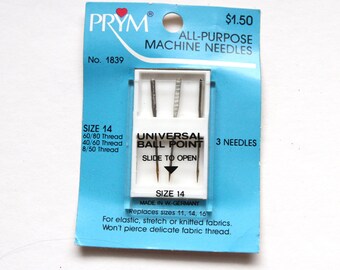 PRYM
$1.50
ALL-PURPOSE
MACHINE NEEDLES
No. 1839
SIZE 14
60/80 Thread
40/60 Thread
8/50 Thread
UNIVERSAL
BALL POINT
SLIDE TO OPEN
3 NEEDLES
SIZE 14
MADE IN W.-GERMANY
Replaces sizes 11, 14, 16
For elastic, stretch or knitted fabrics.
Won't pierce delicate fabric thread.